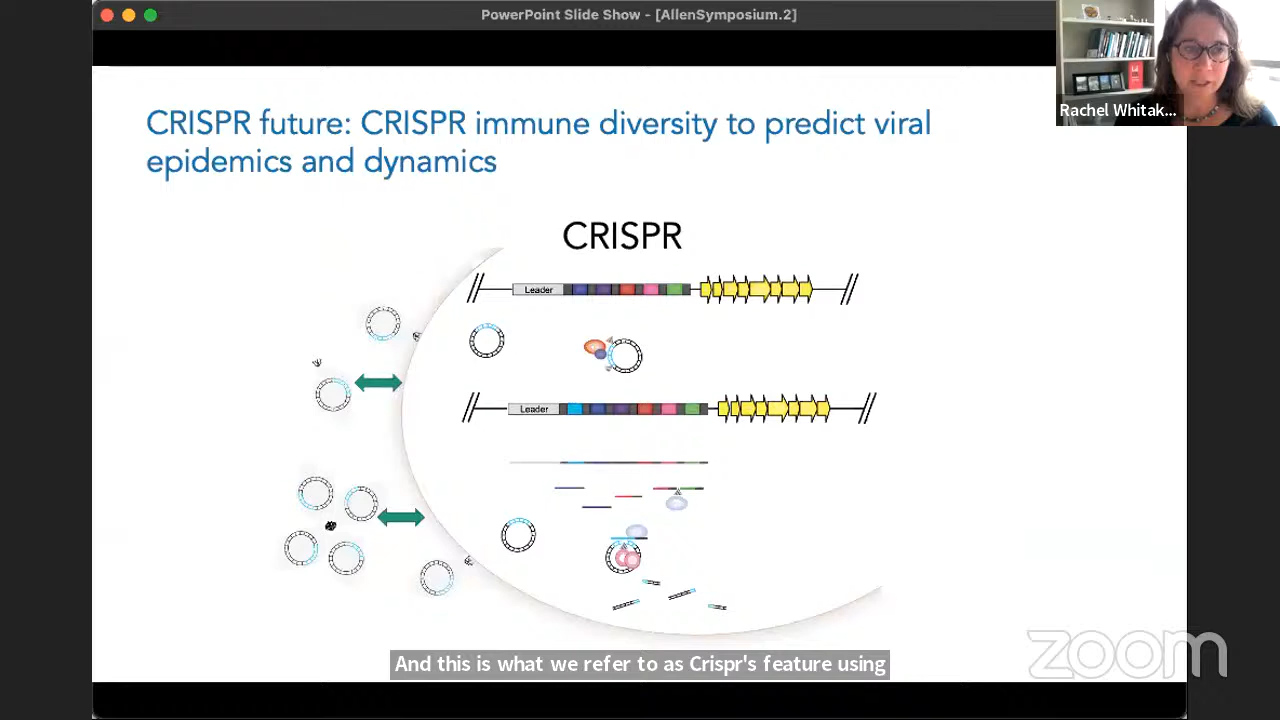 PowerPoint Slide Show - [AllenSymposium.2]
Rachel Whitak...
CRISPR future: CRISPR immune diversity to predict viral
epidemics and dynamics
CRISPR
Leader
Leader
And this is what we refer to as Crispr's feature using
zoom